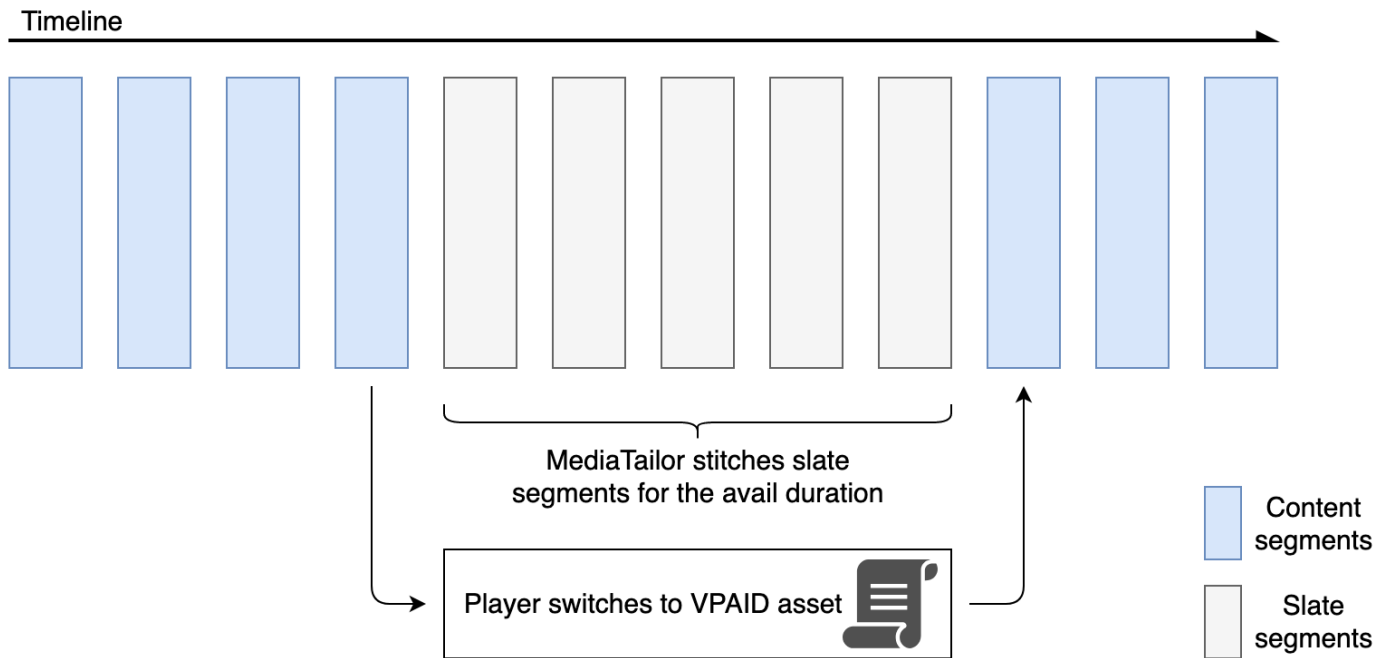 Timeline
MediaTailor stitches slate
segments for the avail duration
Player switches to VPAID asset
Content
segments
Slate
segments